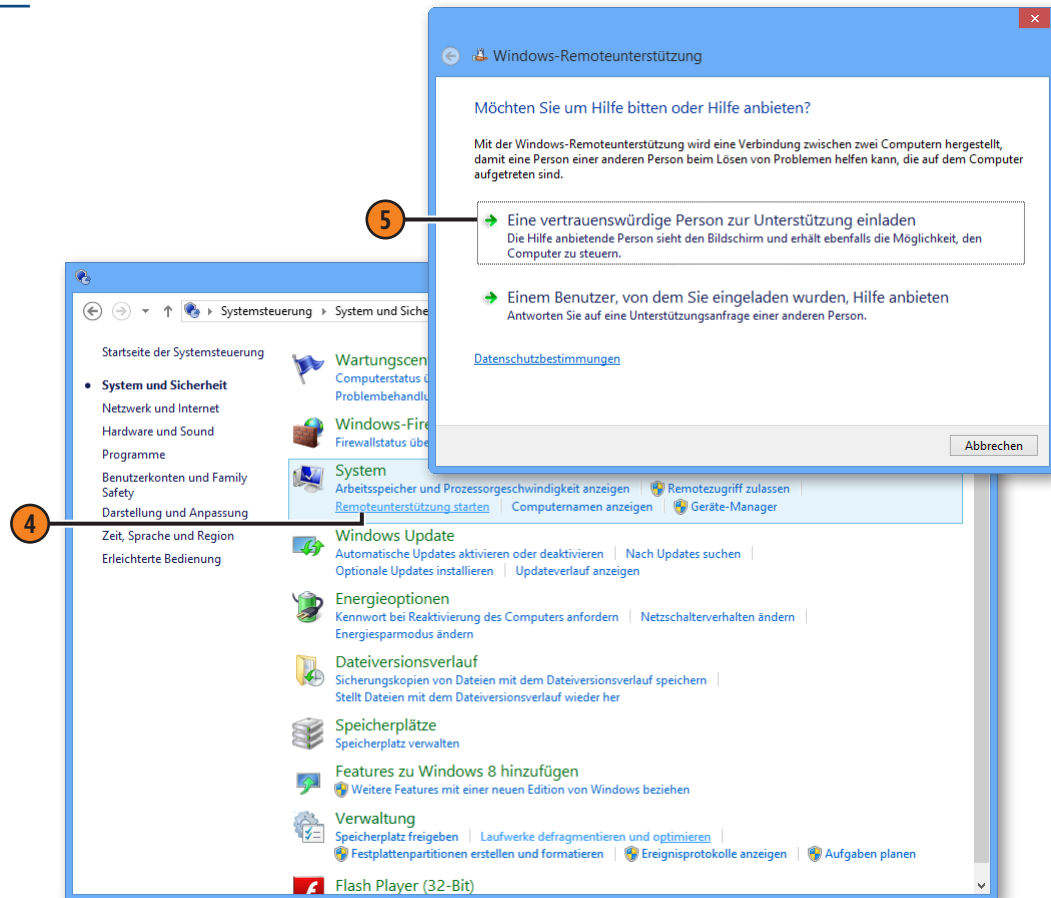 Windows-Remoteunterstützung
Möchten Sie um Hilfe bitten oder Hilfe anbieten?
Mit der Windows-Remoteunterstützung wird eine Verbindung zwischen zwei Computern hergestellt,
damit eine Person einer anderen Person beim Lösen von Problemen helfen kann, die auf dem Computer
aufgetreten sind.
5
Eine vertrauenswürdige Person zur Unterstützung einladen
Die Hilfe anbietende Person sieht den Bildschirm und erhält ebenfalls die Möglichkeit, den
Computer zu steuern.
Einem Benutzer, von dem Sie eingeladen wurden, Hilfe anbieten
Antworten Sie auf eine Unterstützungsanfrage einer anderen Person.
Datenschutzbestimmungen
Abbrechen
Systemsteuerung System und Siche
Startseite der Systemsteuerung
System und Sicherheit
Netzwerk und Internet
Hardware und Sound
Programme
Benutzerkonten und Family
Safety
Darstellung und Anpassung
Zeit, Sprache und Region
Erleichterte Bedienung
4
Wartungscen
Computerstatus ü
Problembehandlu
Windows-Fire
Firewallstatus übe
System
Arbeitsspeicher und Prozessorgeschwindigkeit anzeigen Remotezugriff zulassen
Remoteunterstützung starten Computernamen anzeigen Geräte-Manager
Windows Update
Automatische Updates aktivieren oder deaktivieren Nach Updates suchen
Optionale Updates installieren Updateverlauf anzeigen
Energieoptionen
Kennwort bei Reaktivierung des Computers anfordern Netzschalterverhalten ändern
Energiesparmodus ändern
Dateiversionsverlauf
Sicherungskopien von Dateien mit dem Dateiversionsverlauf speichern
Stellt Dateien mit dem Dateiversionsverlauf wieder her
Speicherplätze
Speicherplatz verwalten
Features zu Windows 8 hinzufügen
Weitere Features mit einer neuen Edition von Windows beziehen
Verwaltung
Speicherplatz freigeben Laufwerke defragmentieren und optimieren
Festplattenpartitionen erstellen und formatieren Ereignisprotokolle anzeigen Aufgaben planen
Flash Player (32-Bit)